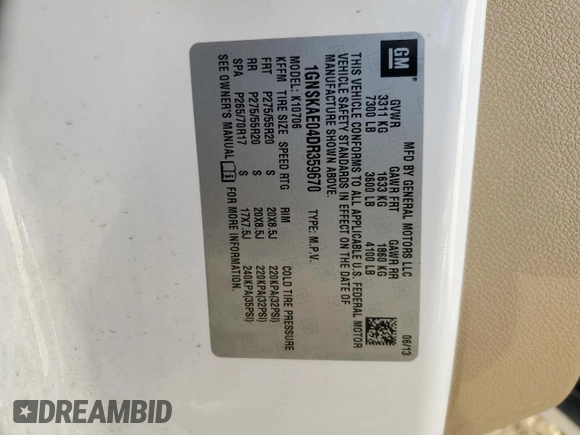 GM
MFD BY GENERAL MOTORS LLC
06/13
GVWR GAWR FRT GAWR RR
3311 KG 1633 KG 1860 KG
7300 LB 3600 LB 4100 LB
THIS VEHICLE CONFORMS TO ALL APPLICABLE U.S. FEDERAL MOTOR
VEHICLE SAFETY STANDARDS IN EFFECT ON THE DATE OF
MANUFACTURE SHOWN ABOVE.
1GNSKAE04DR359670 TYPE: M.P.V.
MODEL: K10706
KFFM TIRE SIZE SPEED RTG RIM COLD TIRE PRESSURE
FRT P275/55R20 S 20X8.5J 220KPA(32PSI)
RR P275/55R20 S 20X8.5J 220KPA(32PSI)
SPA P265/70R17 S 17X7.5J 240KPA(35PSI)
SEE OWNER'S MANUAL FOR MORE INFORMATION.
DREAMBID